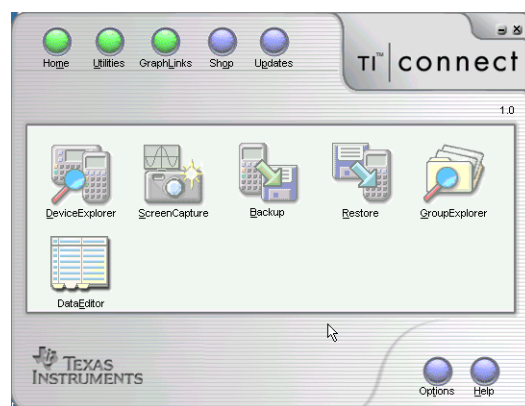 Home Utilities GraphLinks Shop Updates
TI™ connect
1.0
DeviceExplorer ScreenCapture Backup Restore GroupExplorer
DataEditor
TEXAS
INSTRUMENTS
Options Help